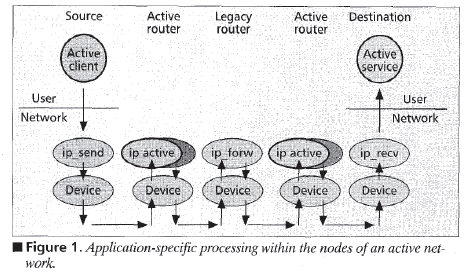 Source Active Legacy Active Destination
router router router
Active client
Active service
User User
Network Network
ip_send ip active ip_forw ip active ip_recv
Device Device Device Device Device
■ Figure 1. Application-specific processing within the nodes of an active net-
work.